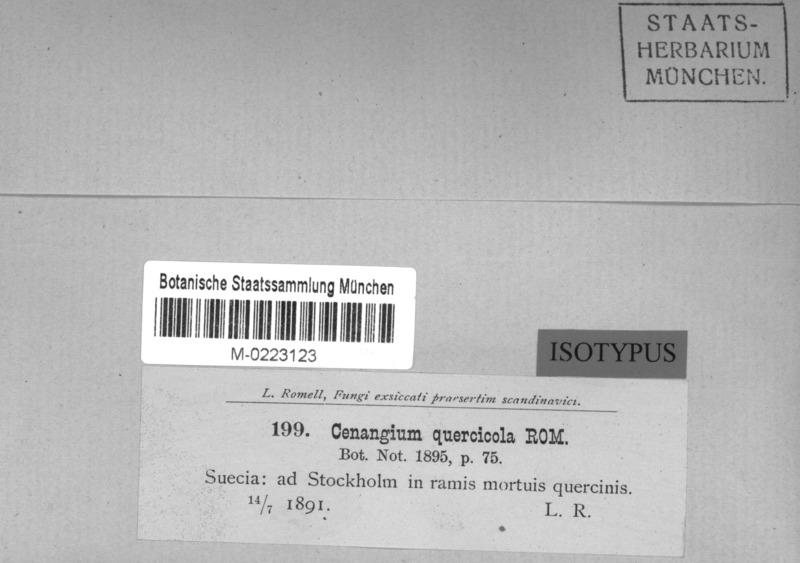 STAATS-
HERBARIUM
MÜNCHEN.
Botanische Staatssammlung München
M-0223123
ISOTYPUS
L. Romell, Fungi exsiccati praesertim scandinavici.
199. Cenangium quercicola ROM.
Bot. Not. 1895, p. 75.
Suecia: ad Stockholm in ramis mortuis quercinis.
14/7 1891. L. R.